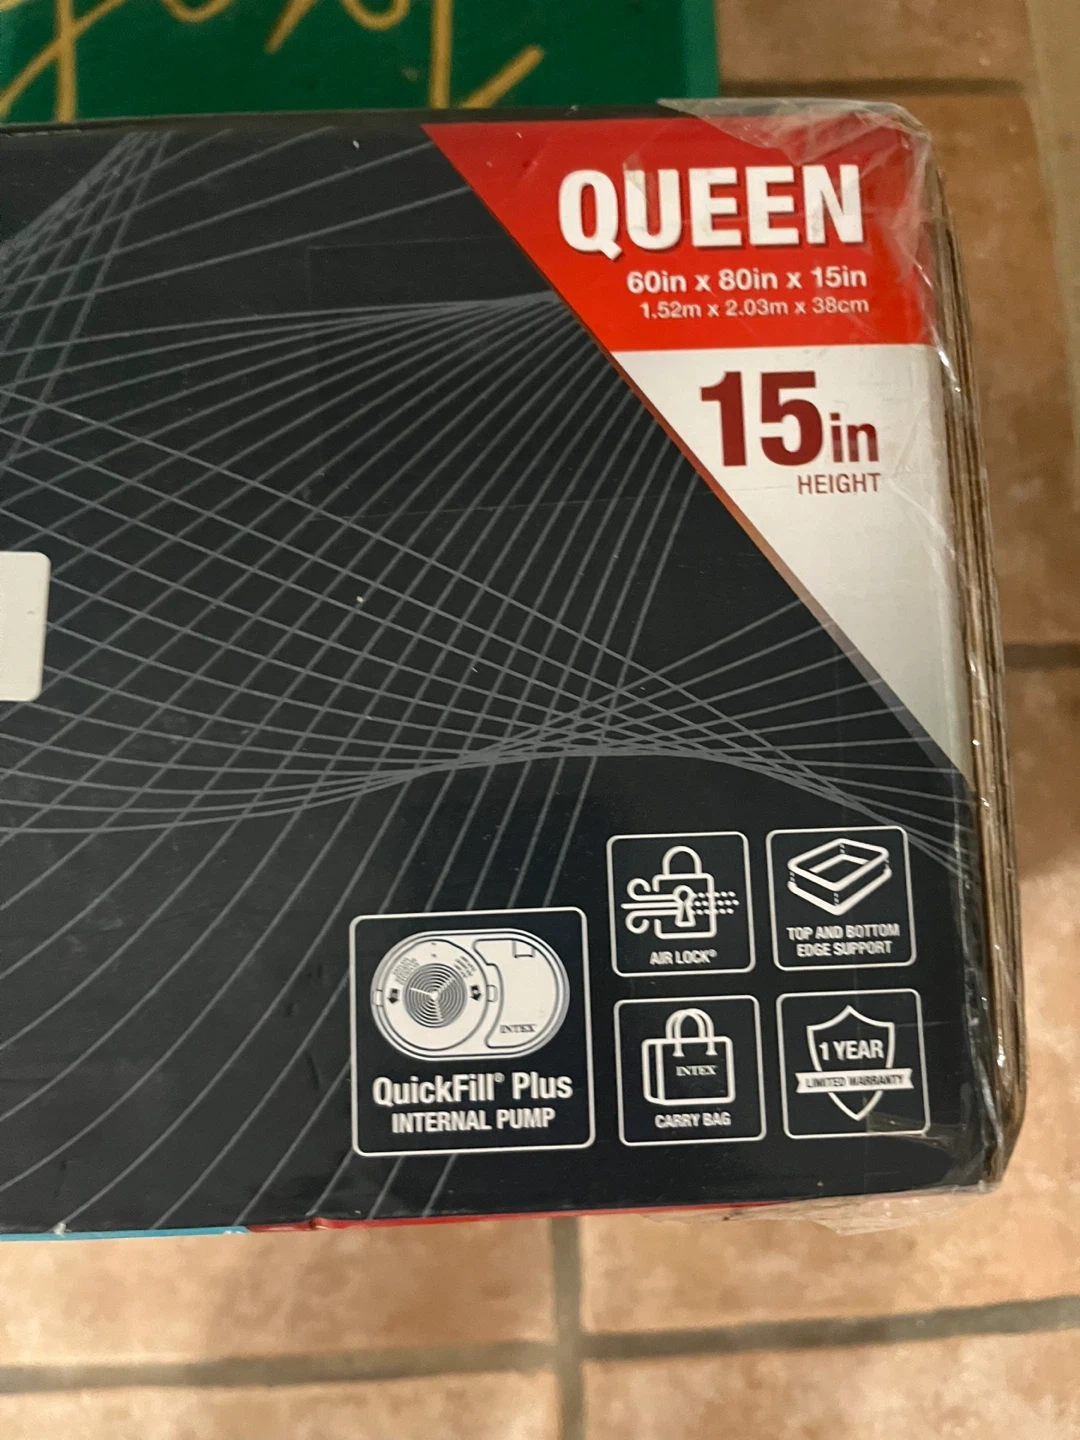 QUEEN
60in x 80in x 15in
1.52m x 2.03m x 38cm
15in
HEIGHT
AIR LOCK®
TOP AND BOTTOM
EDGE SUPPORT
INTEX
QuickFill® Plus
INTERNAL PUMP
INTEX
CARRY BAG
1 YEAR
LIMITED WARRANTY